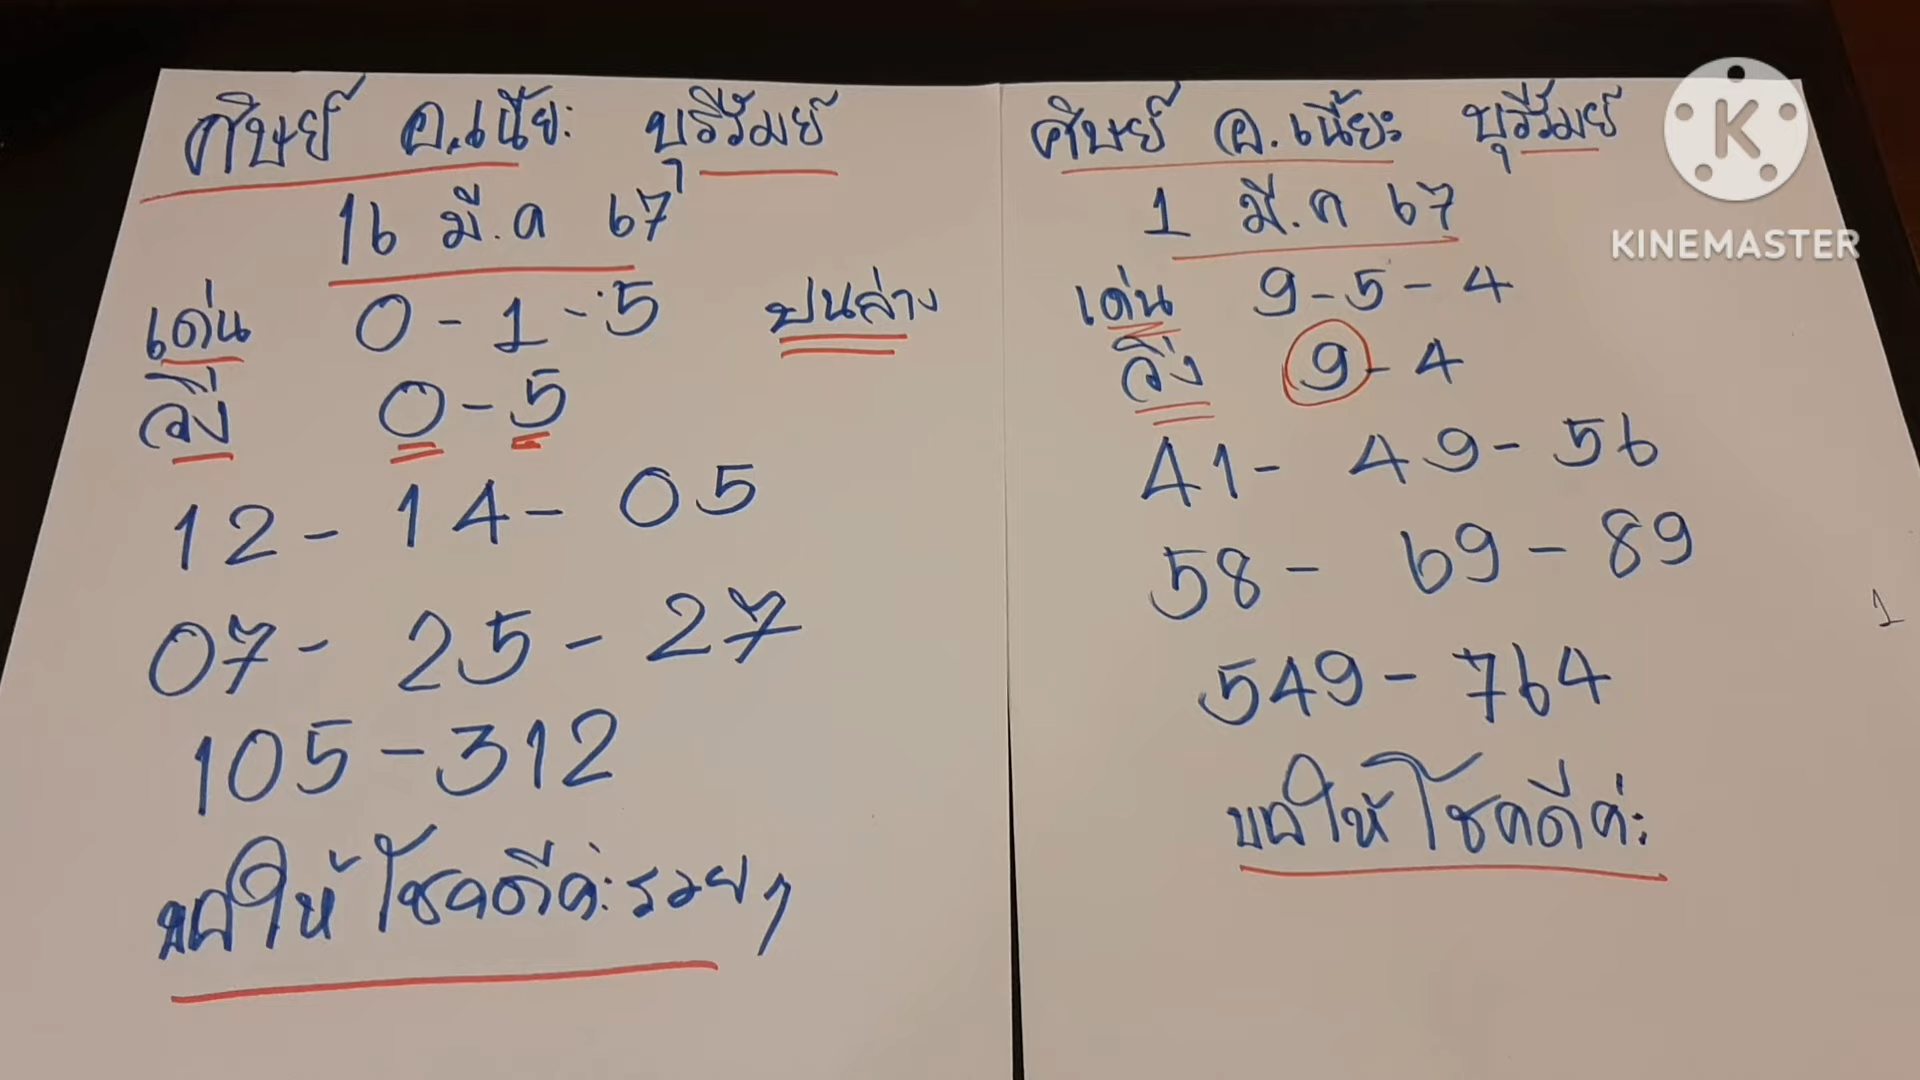 ศิษย์ อ.เนี้ยะ บุรีรัมย์
16 มี.ค 67
เด่น 0-1-5 บนล่าง
วิ่ง 0-5
12-14-05
07-25-27
105-312
ขอให้โชคดีค่ะรวยๆ
ศิษย์ อ.เนี้ยะ บุรีรัมย์
1 มี.ค 67
เด่น 9-5-4
วิ่ง 9-4
41-49-56
58-69-89
549-764
ขอให้โชคดีค่ะ
1
K
KINEMASTER